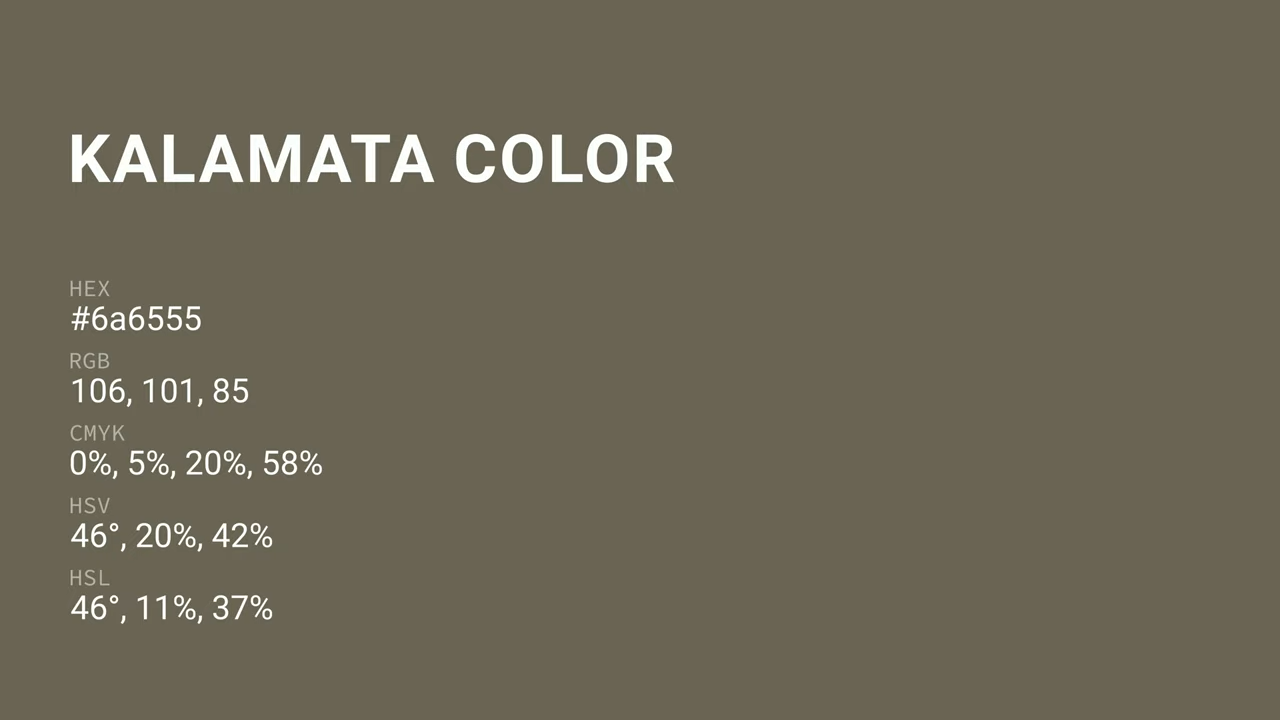 KALAMATA COLOR
HEX
#6a6555
RGB
106, 101, 85
CMYK
0%, 5%, 20%, 58%
HSV
46°, 20%, 42%
HSL
46°, 11%, 37%